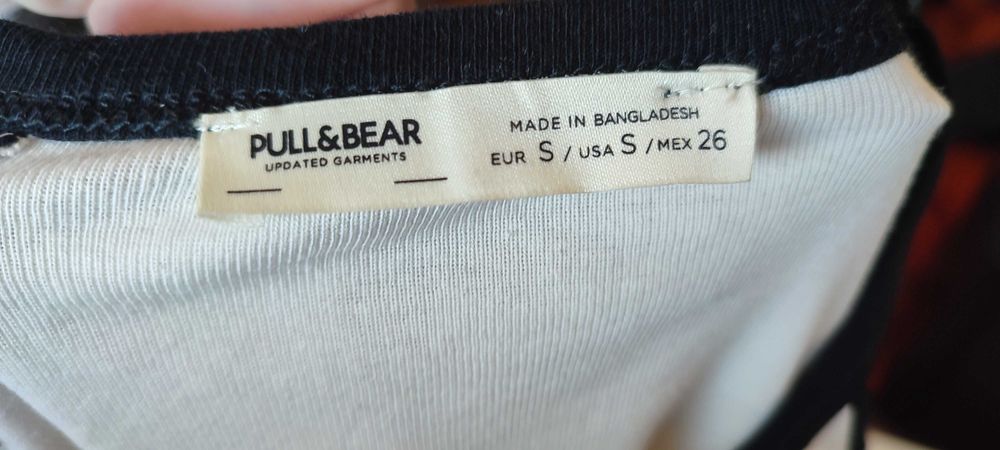 PULL&BEAR
UPDATED GARMENTS
MADE IN BANGLADESH
EUR S / USA S / MEX 26